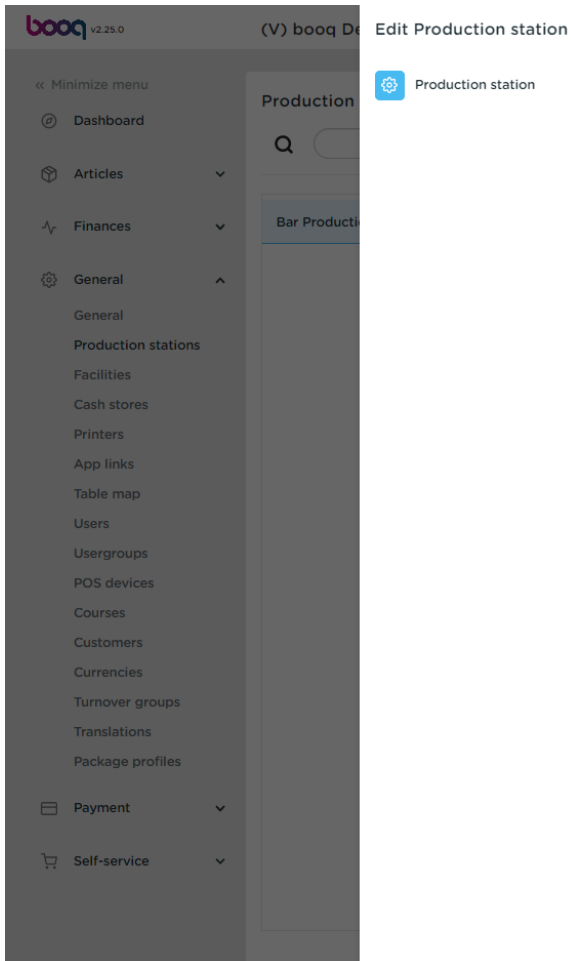 booq v2.25.0
(V) booq De
Edit Production station
Minimize menu
Production station
Production
Dashboard
Articles
Finances
Bar Producti
General
General
Production stations
Facilities
Cash stores
Printers
App links
Table map
Users
Usergroups
POS devices
Courses
Customers
Currencies
Turnover groups
Translations
Package profiles
Payment
Self-service